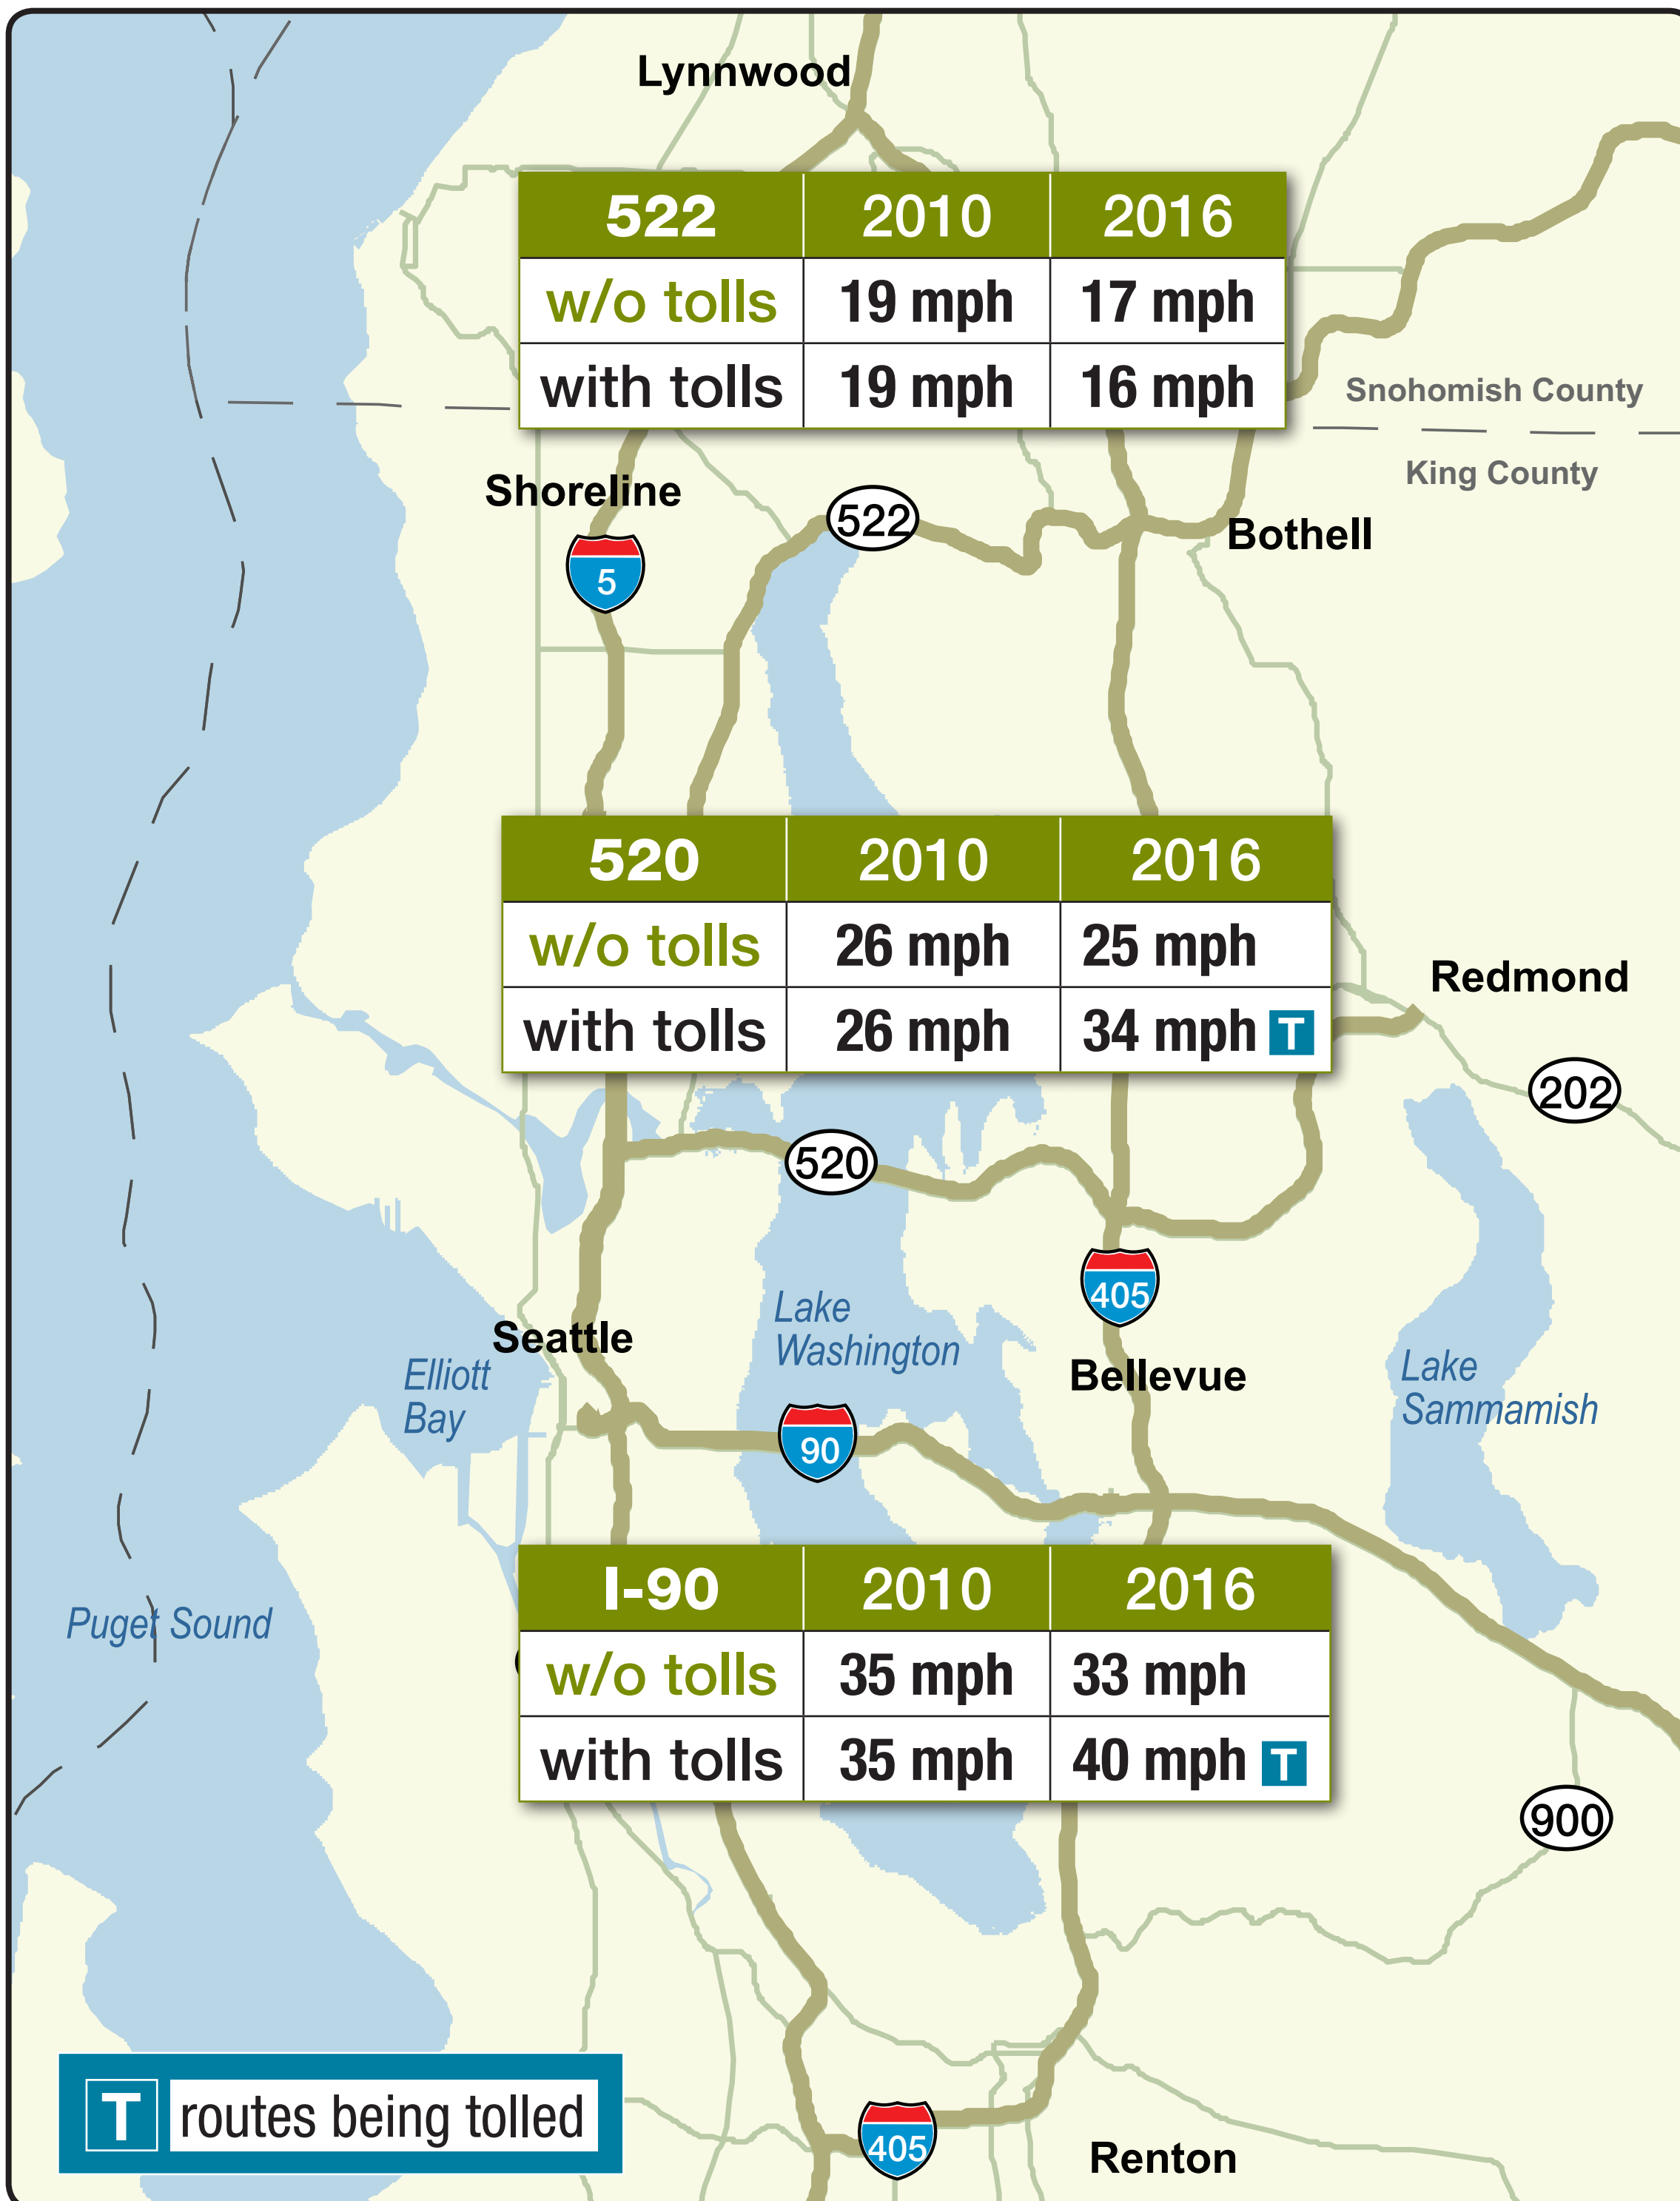 Lynnwood
522 2010 2016
w/o tolls 19 mph 17 mph
with tolls 19 mph 16 mph
Snohomish County
King County
Shoreline
522
Bothell
5
520 2010 2016
w/o tolls 26 mph 25 mph
with tolls 26 mph 34 mph T
Redmond
202
520
405
Lake
Washington
Seattle
Elliott
Bay
Bellevue
Lake
Sammamish
90
I-90 2010 2016
w/o tolls 35 mph 33 mph
with tolls 35 mph 40 mph T
Puget Sound
900
T routes being tolled
405
Renton